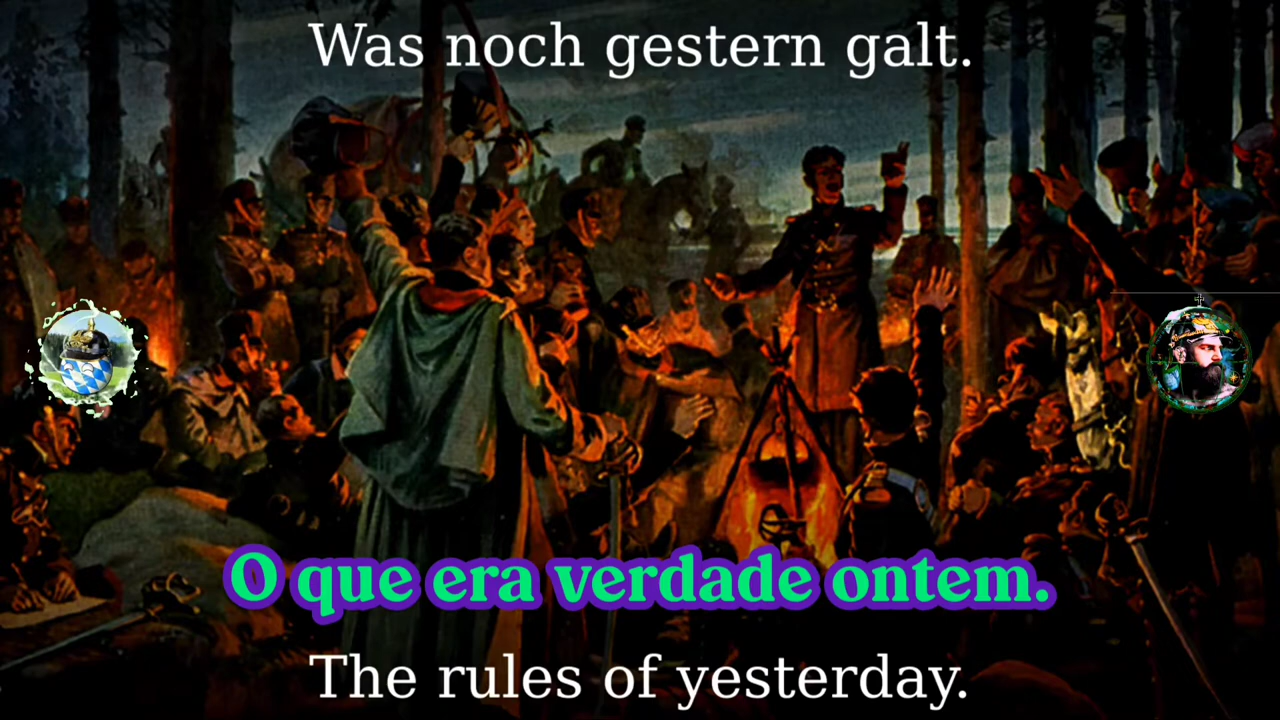 Was noch gestern galt.
O que era verdade ontem.
The rules of yesterday.